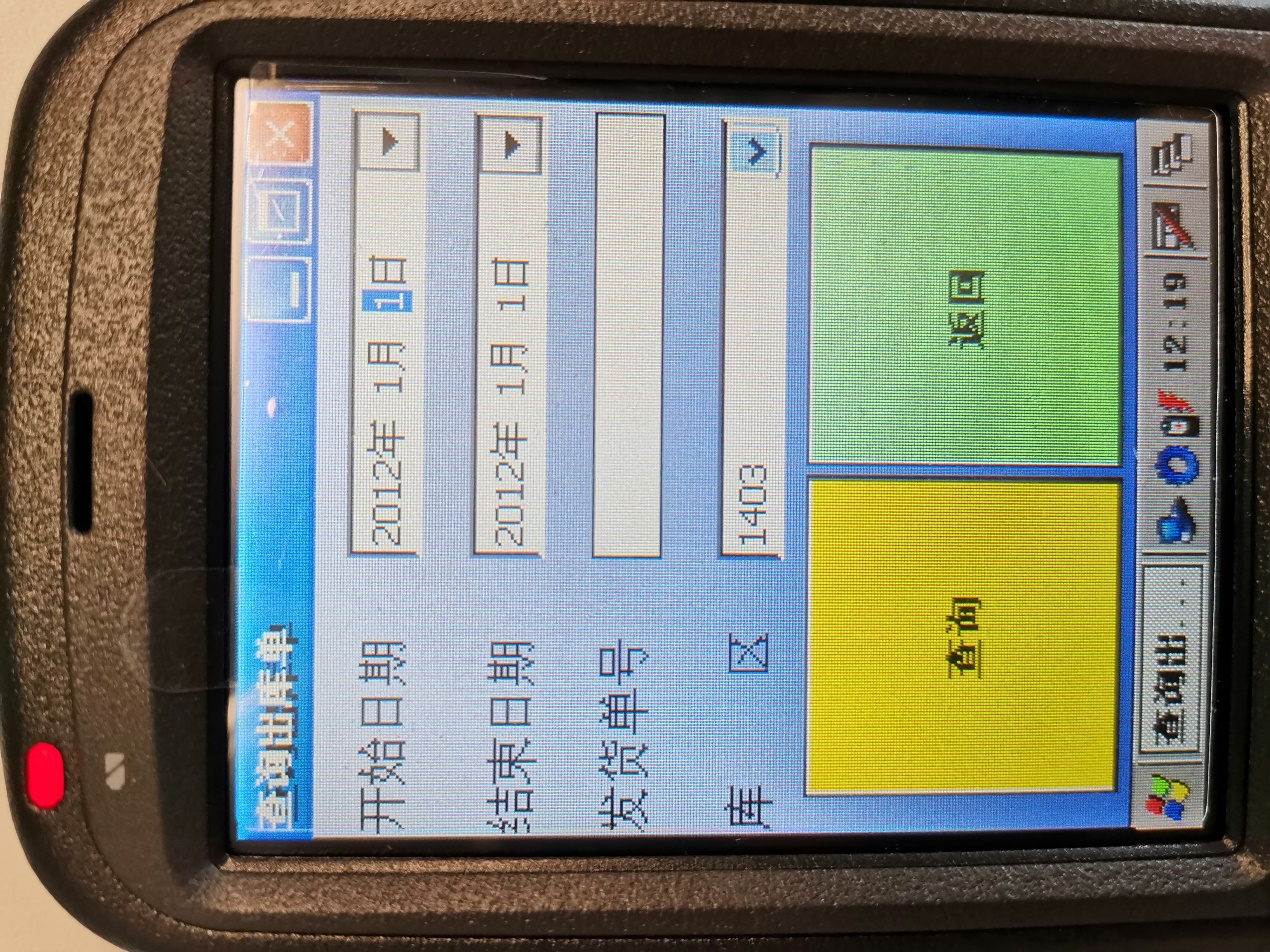 查询出库单
开始日期 2012年 1月 1日
结束日期 2012年 1月 1日
发货单号
库 区 1403
查询 返回
查询出... 12:19